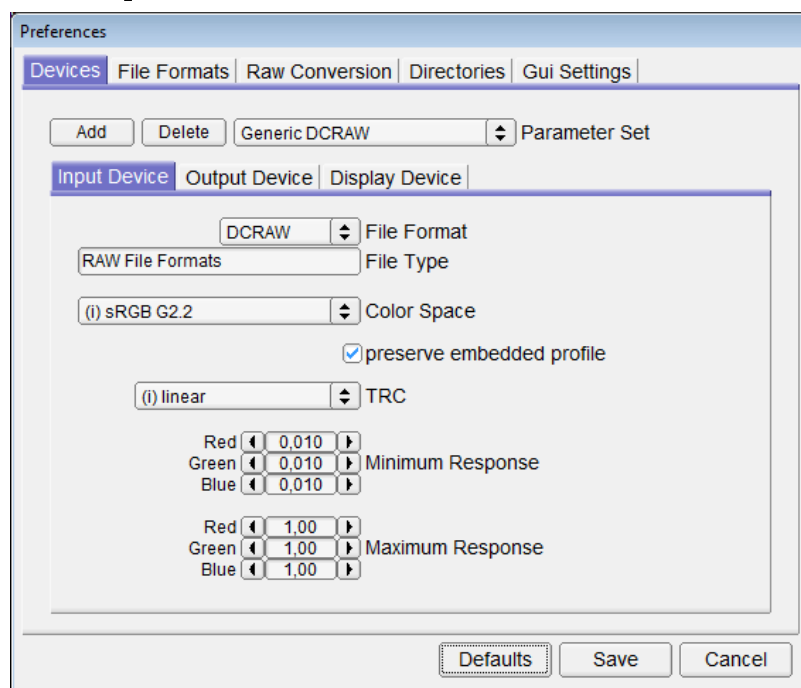 Preferences
Devices File Formats Raw Conversion Directories Gui Settings
Add Delete Generic DCRAW Parameter Set
Input Device Output Device Display Device
DCRAW File Format
RAW File Formats File Type
(i) sRGB G2.2 Color Space
preserve embedded profile
(i) linear TRC
Red 0,010
Green 0,010 Minimum Response
Blue 0,010
Red 1,00
Green 1,00 Maximum Response
Blue 1,00
Defaults Save Cancel